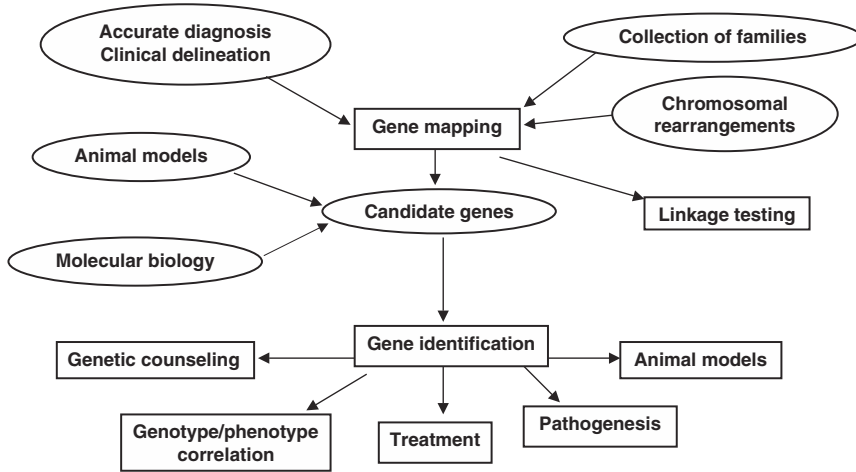 Accurate diagnosis
Clinical delineation
Collection of families
Chromosomal
rearrangements
Gene mapping
Animal models
Candidate genes
Linkage testing
Molecular biology
Gene identification
Genetic counseling
Animal models
Genotype/phenotype
correlation
Treatment
Pathogenesis